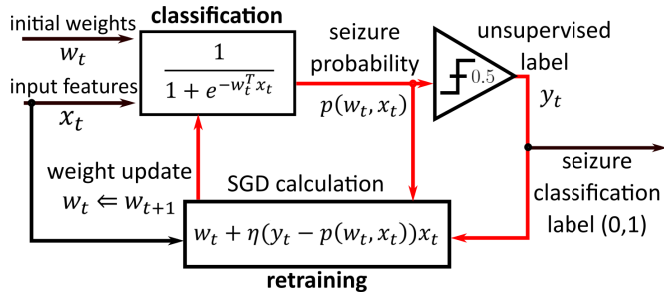 classification
initial weights
w_t
input features
x_t
1
1 + e^{-w_t^T x_t}
seizure
probability
p(w_t, x_t)
0.5
unsupervised
label
y_t
seizure
classification
label (0,1)
weight update
w_t ⇐ w_{t+1}
SGD calculation
w_t + η(y_t − p(w_t, x_t))x_t
retraining